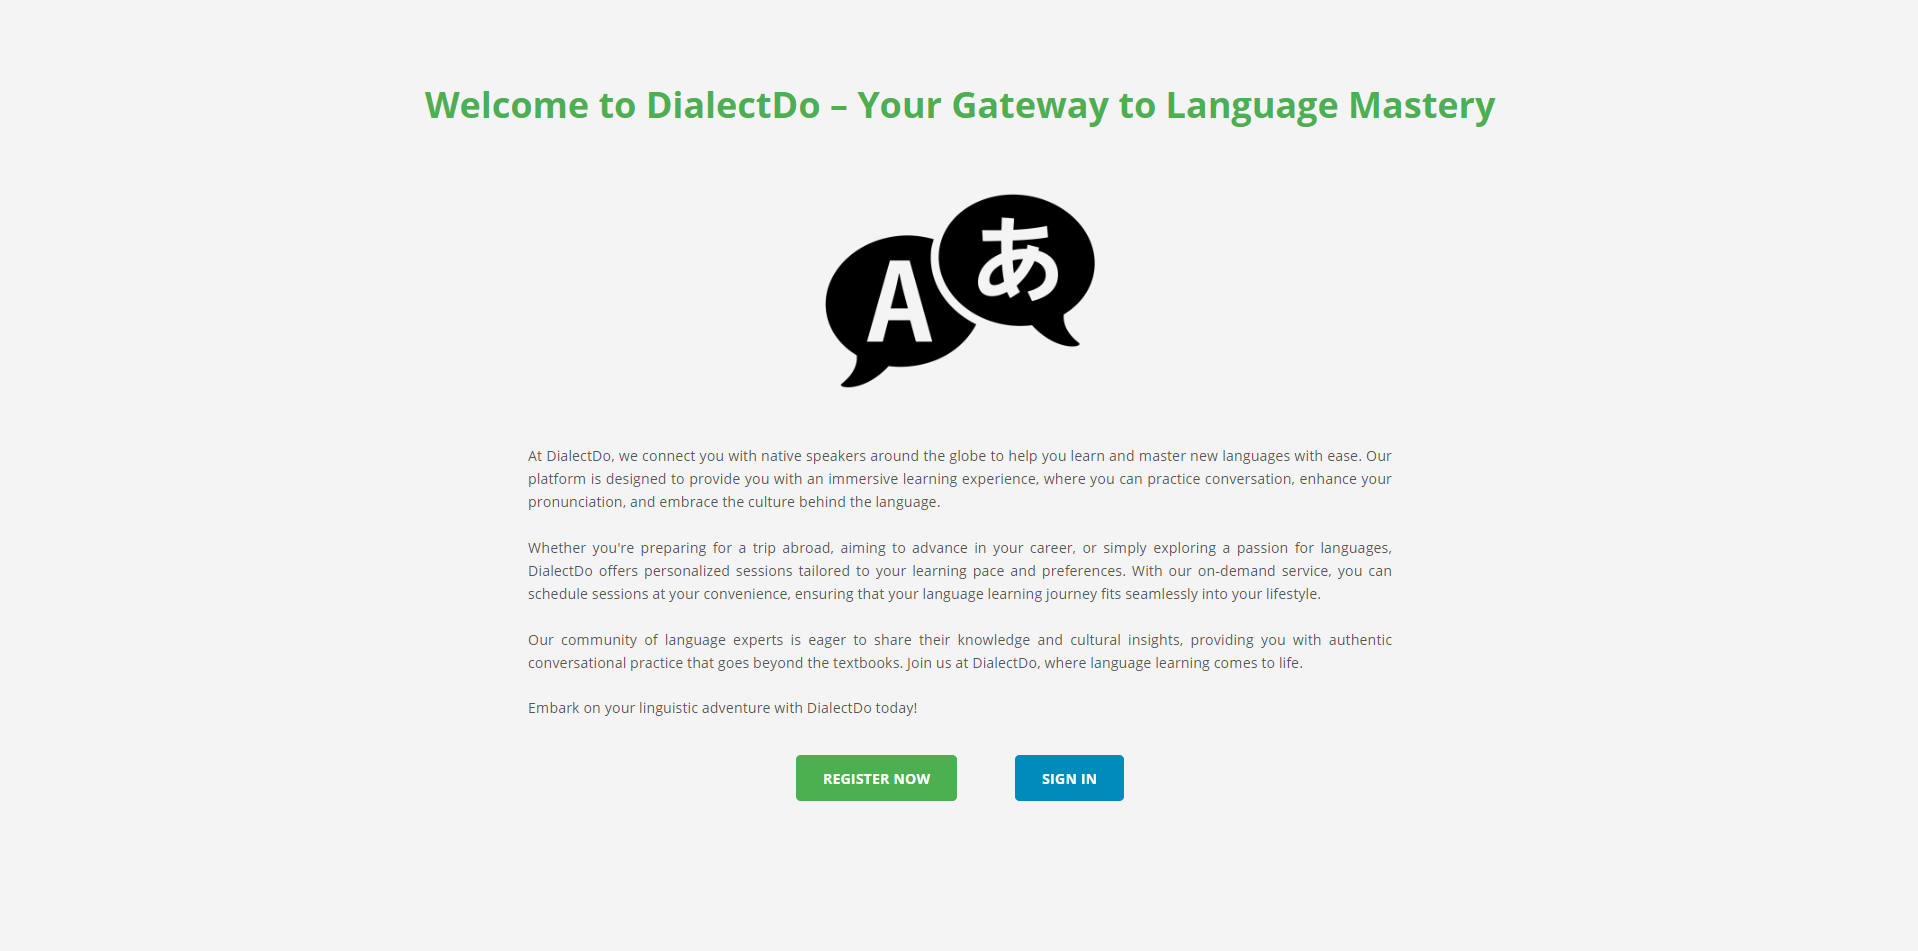 Welcome to DialectDo – Your Gateway to Language Mastery
A あ
At DialectDo, we connect you with native speakers around the globe to help you learn and master new languages with ease. Our
platform is designed to provide you with an immersive learning experience, where you can practice conversation, enhance your
pronunciation, and embrace the culture behind the language.
Whether you're preparing for a trip abroad, aiming to advance in your career, or simply exploring a passion for languages,
DialectDo offers personalized sessions tailored to your learning pace and preferences. With our on-demand service, you can
schedule sessions at your convenience, ensuring that your language learning journey fits seamlessly into your lifestyle.
Our community of language experts is eager to share their knowledge and cultural insights, providing you with authentic
conversational practice that goes beyond the textbooks. Join us at DialectDo, where language learning comes to life.
Embark on your linguistic adventure with DialectDo today!
REGISTER NOW SIGN IN